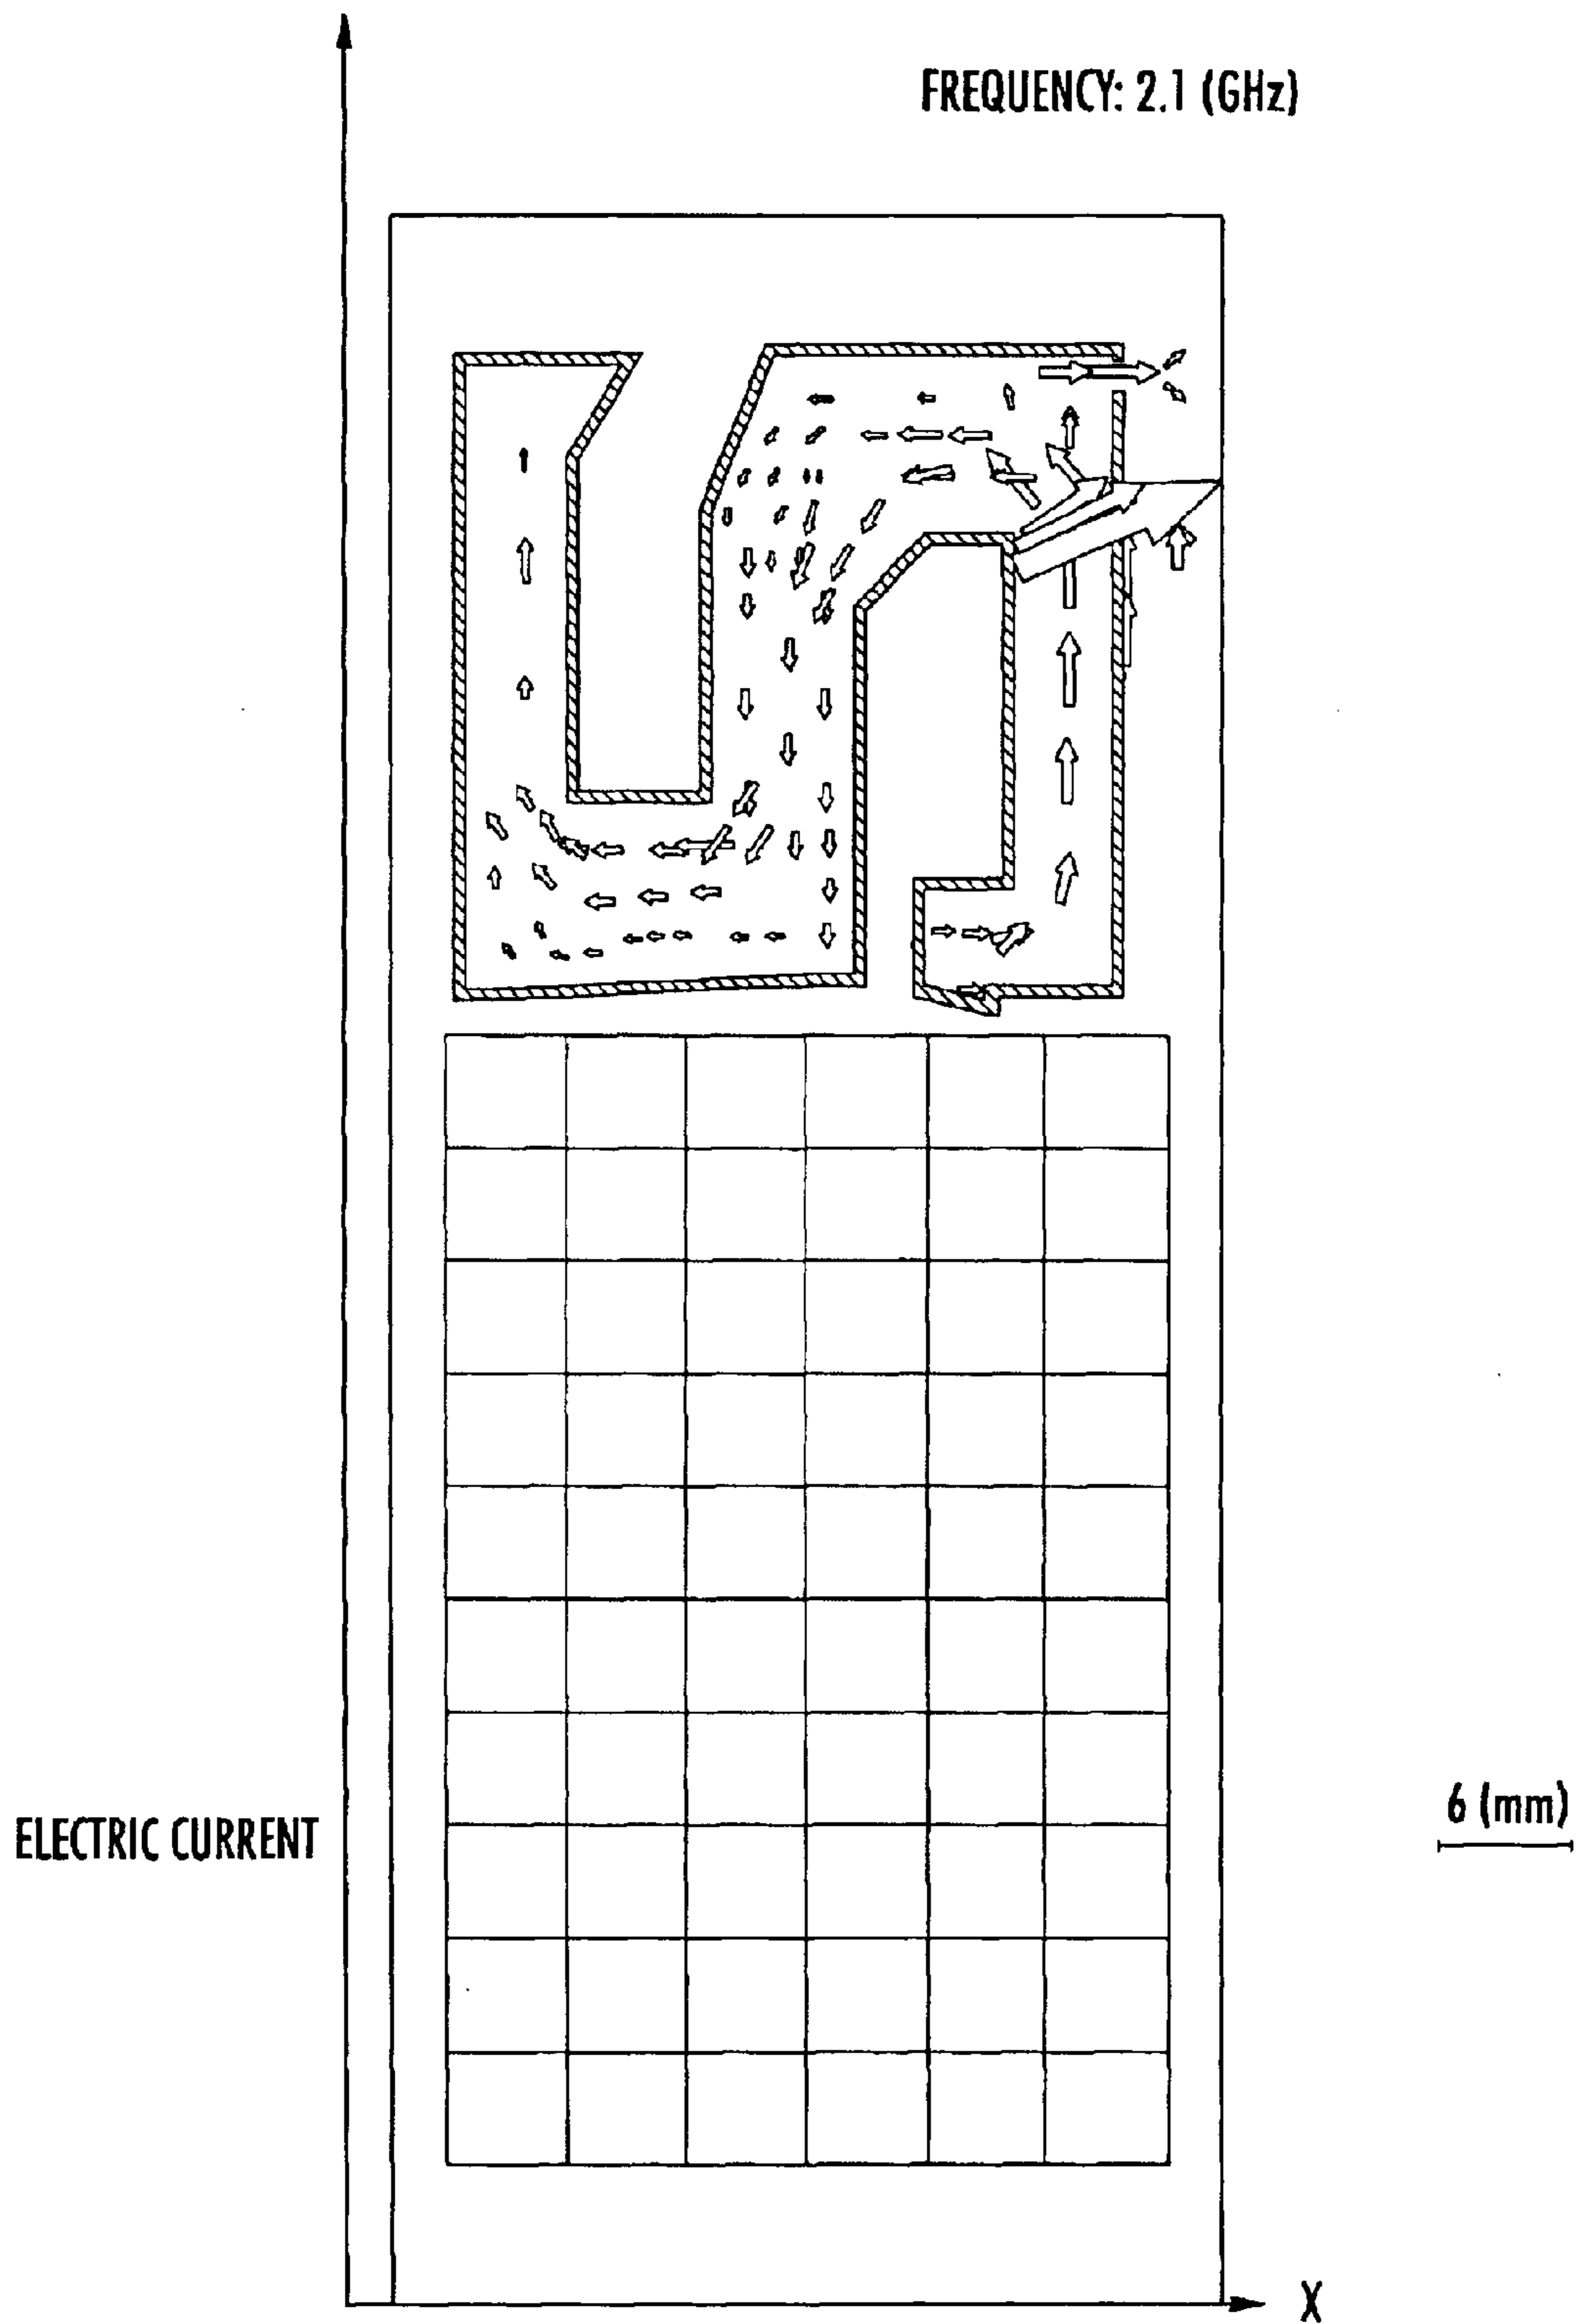 FREQUENCY: 2.1 (GHz)
6 (mm)
ELECTRIC CURRENT
X